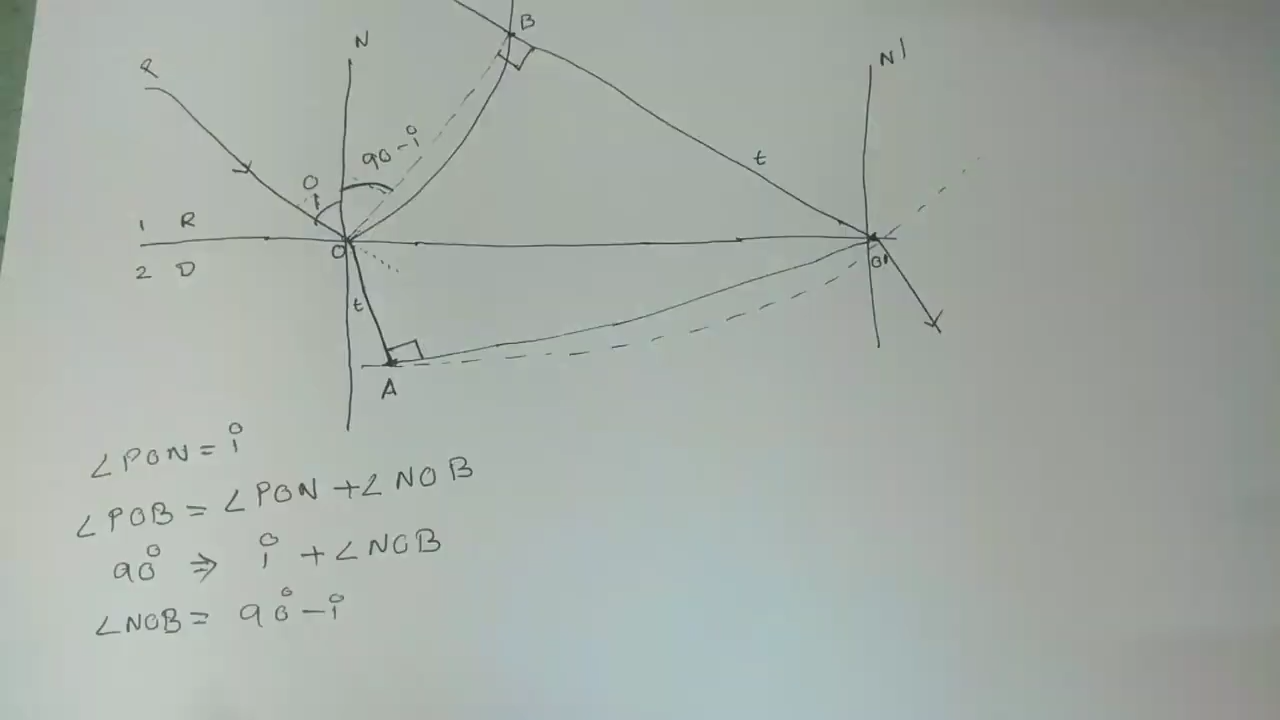 B
N
N'
90-i
t
i
1 R
O
2 D
O'
t
A
∠PON = i
∠POB = ∠PON + ∠NOB
90° ⇒ i + ∠NOB
∠NOB = 90° - i